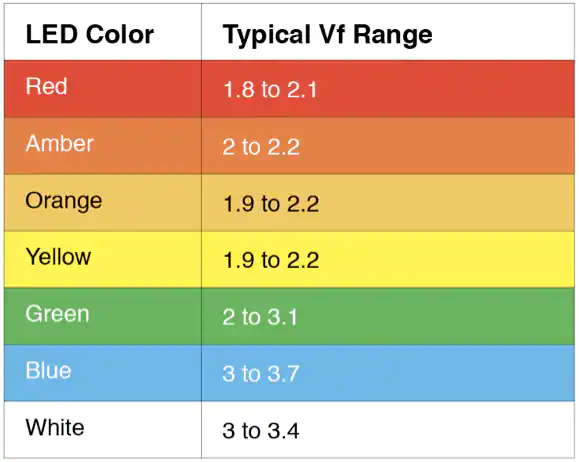 LED Color Typical Vf Range
Red 1.8 to 2.1
Amber 2 to 2.2
Orange 1.9 to 2.2
Yellow 1.9 to 2.2
Green 2 to 3.1
Blue 3 to 3.7
White 3 to 3.4